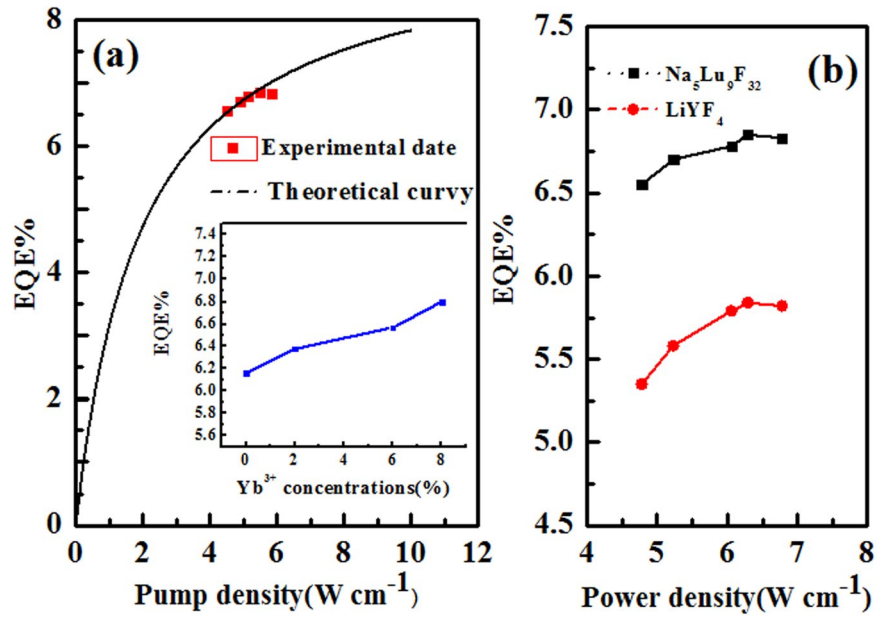 (a)
EQE%
8
6
4
2
0
0 2 4 6 8 10 12
Pump density(W cm⁻¹)
Experimental date
Theoretical curvy
EQE%
7.4
7.2
7.0
6.8
6.6
6.4
6.2
6.0
5.8
5.6
0 2 4 6 8
Yb³⁺ concentrations(%)
(b)
EQE%
7.5
7.0
6.5
6.0
5.5
5.0
4.5
4 5 6 7 8
Power density(W cm⁻¹)
Na₅Lu₉F₃₂
LiYF₄